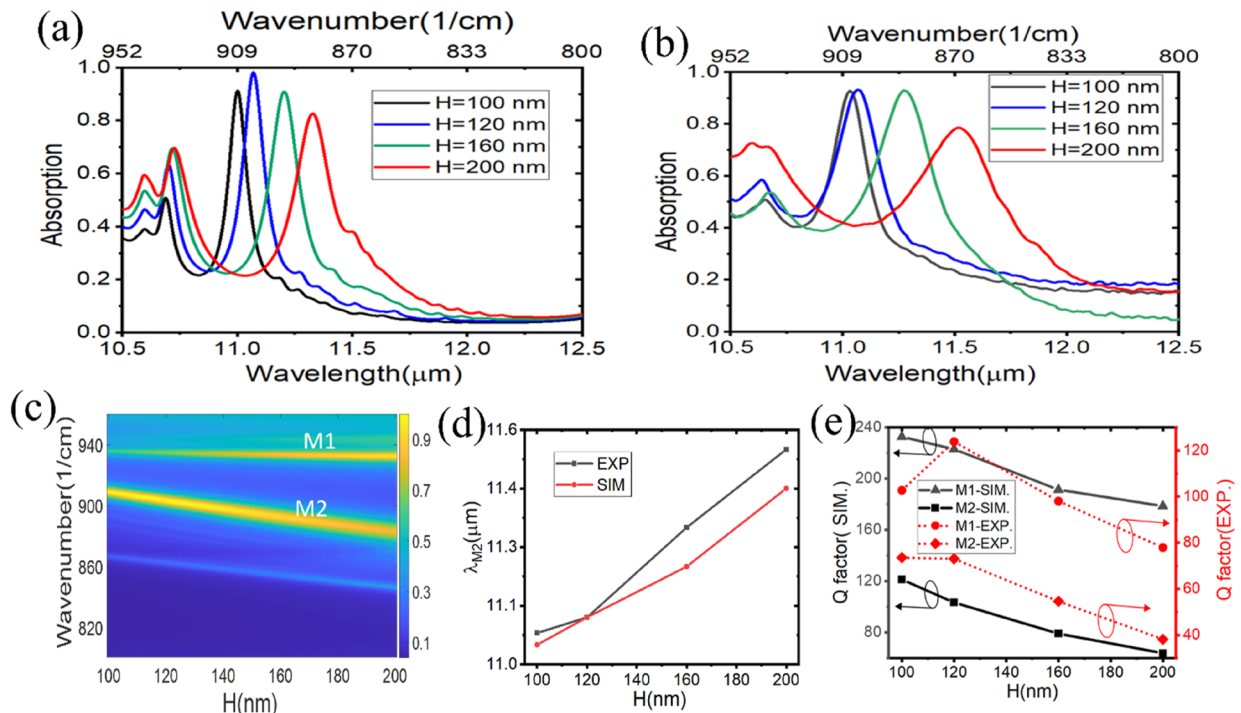 (a)
Wavenumber(1/cm)
952 909 870 833 800
1.0
0.8
0.6
0.4
0.2
0.0
Absorption
H=100 nm
H=120 nm
H=160 nm
H=200 nm
10.5 11.0 11.5 12.0 12.5
Wavelength(μm)
(b)
Wavenumber(1/cm)
952 909 870 833 800
1.0
0.8
0.6
0.4
0.2
0.0
Absorption
H=100 nm
H=120 nm
H=160 nm
H=200 nm
10.5 11.0 11.5 12.0 12.5
Wavelength(μm)
(c)
Wavenumber(1/cm)
940
900
860
820
M1
M2
0.9
0.7
0.5
0.3
0.1
100 120 140 160 180 200
H(nm)
(d)
11.6
11.4
11.3
11.1
11.0
λM2(μm)
EXP
SIM
100 120 140 160 180 200
H(nm)
(e)
240
200
160
120
80
Q factor( SIM.)
M1-SIM.
M2-SIM.
M1-EXP.
M2-EXP.
120
100
80
60
40
Q factor(EXP.)
100 120 140 160 180 200
H(nm)